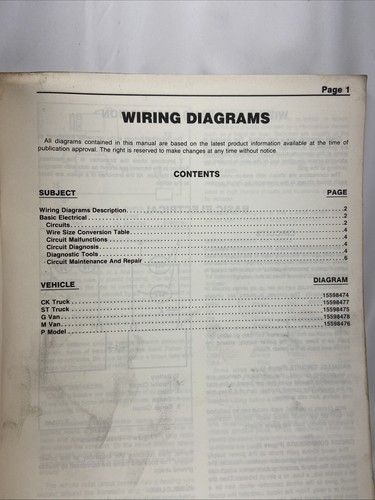 Page 1
WIRING DIAGRAMS
All diagrams contained in this manual are based on the latest product information available at the time of
publication approval. The right is reserved to make changes at any time without notice.
CONTENTS
SUBJECT PAGE
Wiring Diagrams Description..........2
Basic Electrical..........2
Circuits..........2
Wire Size Conversion Table..........4
Circuit Malfunctions..........4
Circuit Diagnosis..........4
Diagnostic Tools..........4
Circuit Maintenance And Repair..........6
VEHICLE DIAGRAM
CK Truck..........15598474
ST Truck..........15598477
G Van..........15598475
M Van..........15598478
P Model..........15598476